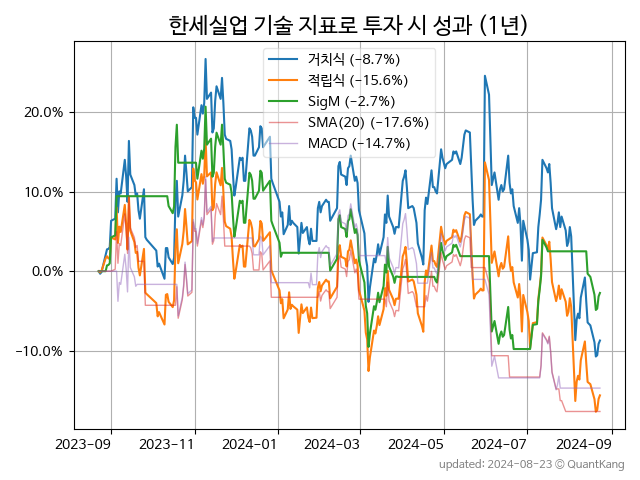 한세실업 기술 지표로 투자 시 성과 (1년)
거치식 (−8.7%)
적립식 (−15.6%)
SigM (−2.7%)
SMA(20) (−17.6%)
MACD (−14.7%)
20.0%
10.0%
0.0%
−10.0%
2023-09 2023-11 2024-01 2024-03 2024-05 2024-07 2024-09
updated: 2024-08-23 © QuantKang